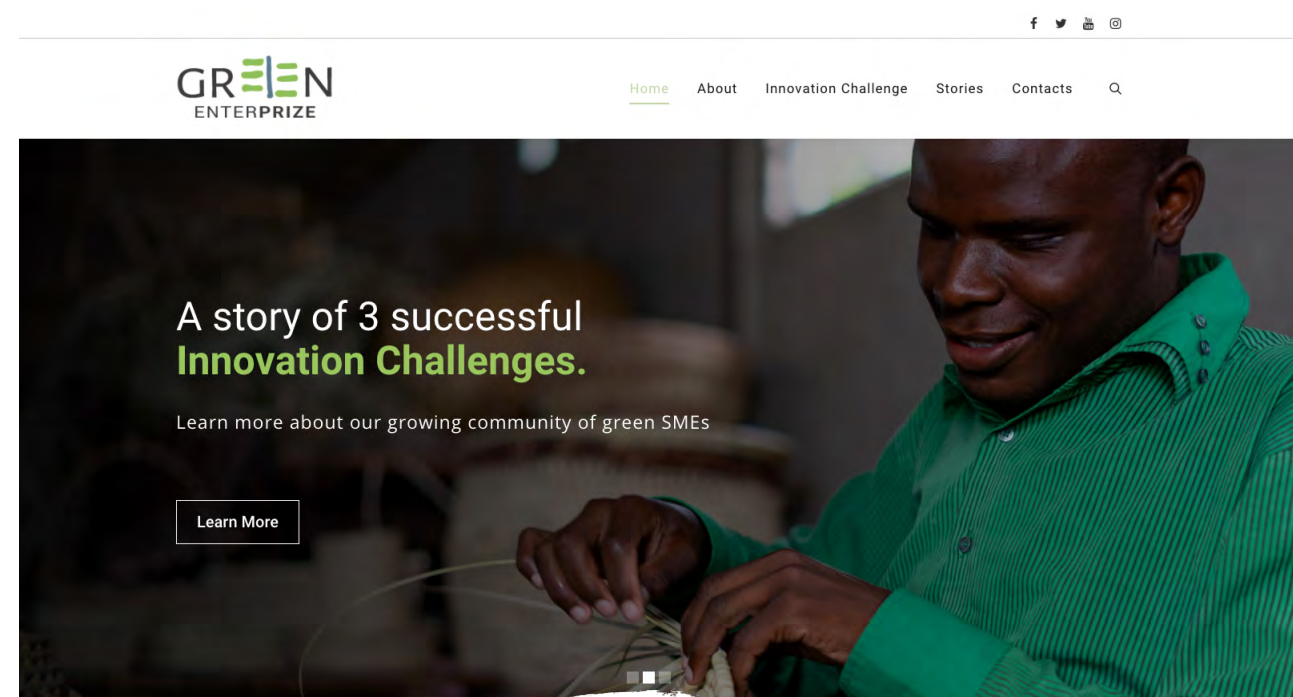 GREEN
ENTERPRIZE
Home About Innovation Challenge Stories Contacts
A story of 3 successful
Innovation Challenges.
Learn more about our growing community of green SMEs
Learn More